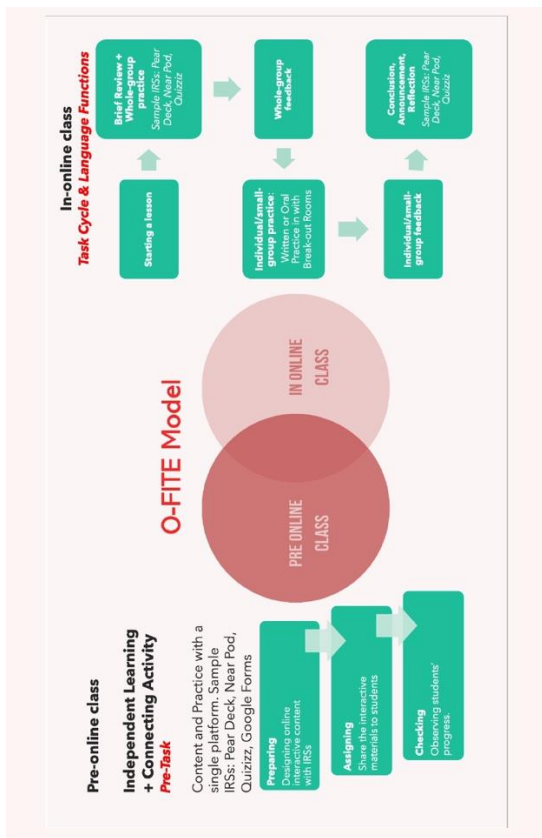 Pre-online class
Independent Learning
+ Connecting Activity
Pre-Task
Content and Practice with a
single platform. Sample
IRSs: Pear Deck, Near Pod,
Quizizz, Google Forms
Preparing
Designing online
interactive content
with IRSs
Assigning
Share the interactive
materials to students
Checking
Observing students'
progress.
O-FITE Model
PRE ONLINE
CLASS
IN ONLINE
CLASS
In-online class
Task Cycle & Language Functions
Starting a lesson
Brief Review +
Whole-group
practice
Sample IRSs: Pear
Deck, Near Pod,
Quizziz
Whole-group
feedback
Individual/small-
group practice:
Written or Oral
Practice in with
Break-out Rooms
Individual/small-
group feedback
Conclusion,
Announcement,
Reflection
Sample IRSs: Pear
Deck, Near Pod,
Quizziz